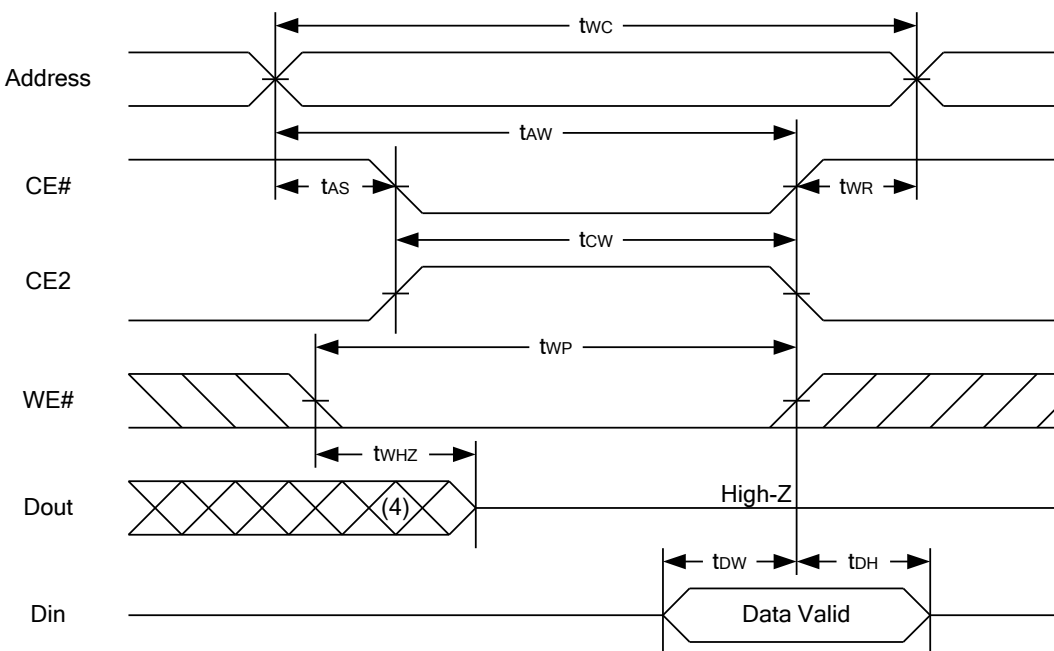 tWC
Address
tAW
CE#
tAS
tWR
tCW
CE2
tWP
WE#
tWHZ
Dout
(4)
High-Z
tDW
tDH
Din
Data Valid